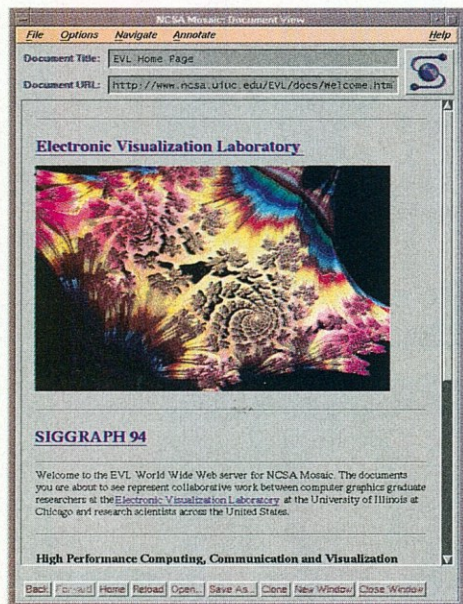 NCSA Mosaic: Document View
File Options Navigate Annotate Help
Document Title: EVL Home Page
Document URL: http://www.ncsa.uiuc.edu/EVL/docs/Welcome.htm
Electronic Visualization Laboratory
SIGGRAPH 94
Welcome to the EVL World Wide Web server for NCSA Mosaic. The documents
you are about to see represent collaborative work between computer graphics graduate
researchers at the Electronic Visualization Laboratory at the University of Illinois at
Chicago and research scientists across the United States.
High Performance Computing, Communication and Visualization
Back Forward Home Reload Open... Save As... Clone New Window Close Window